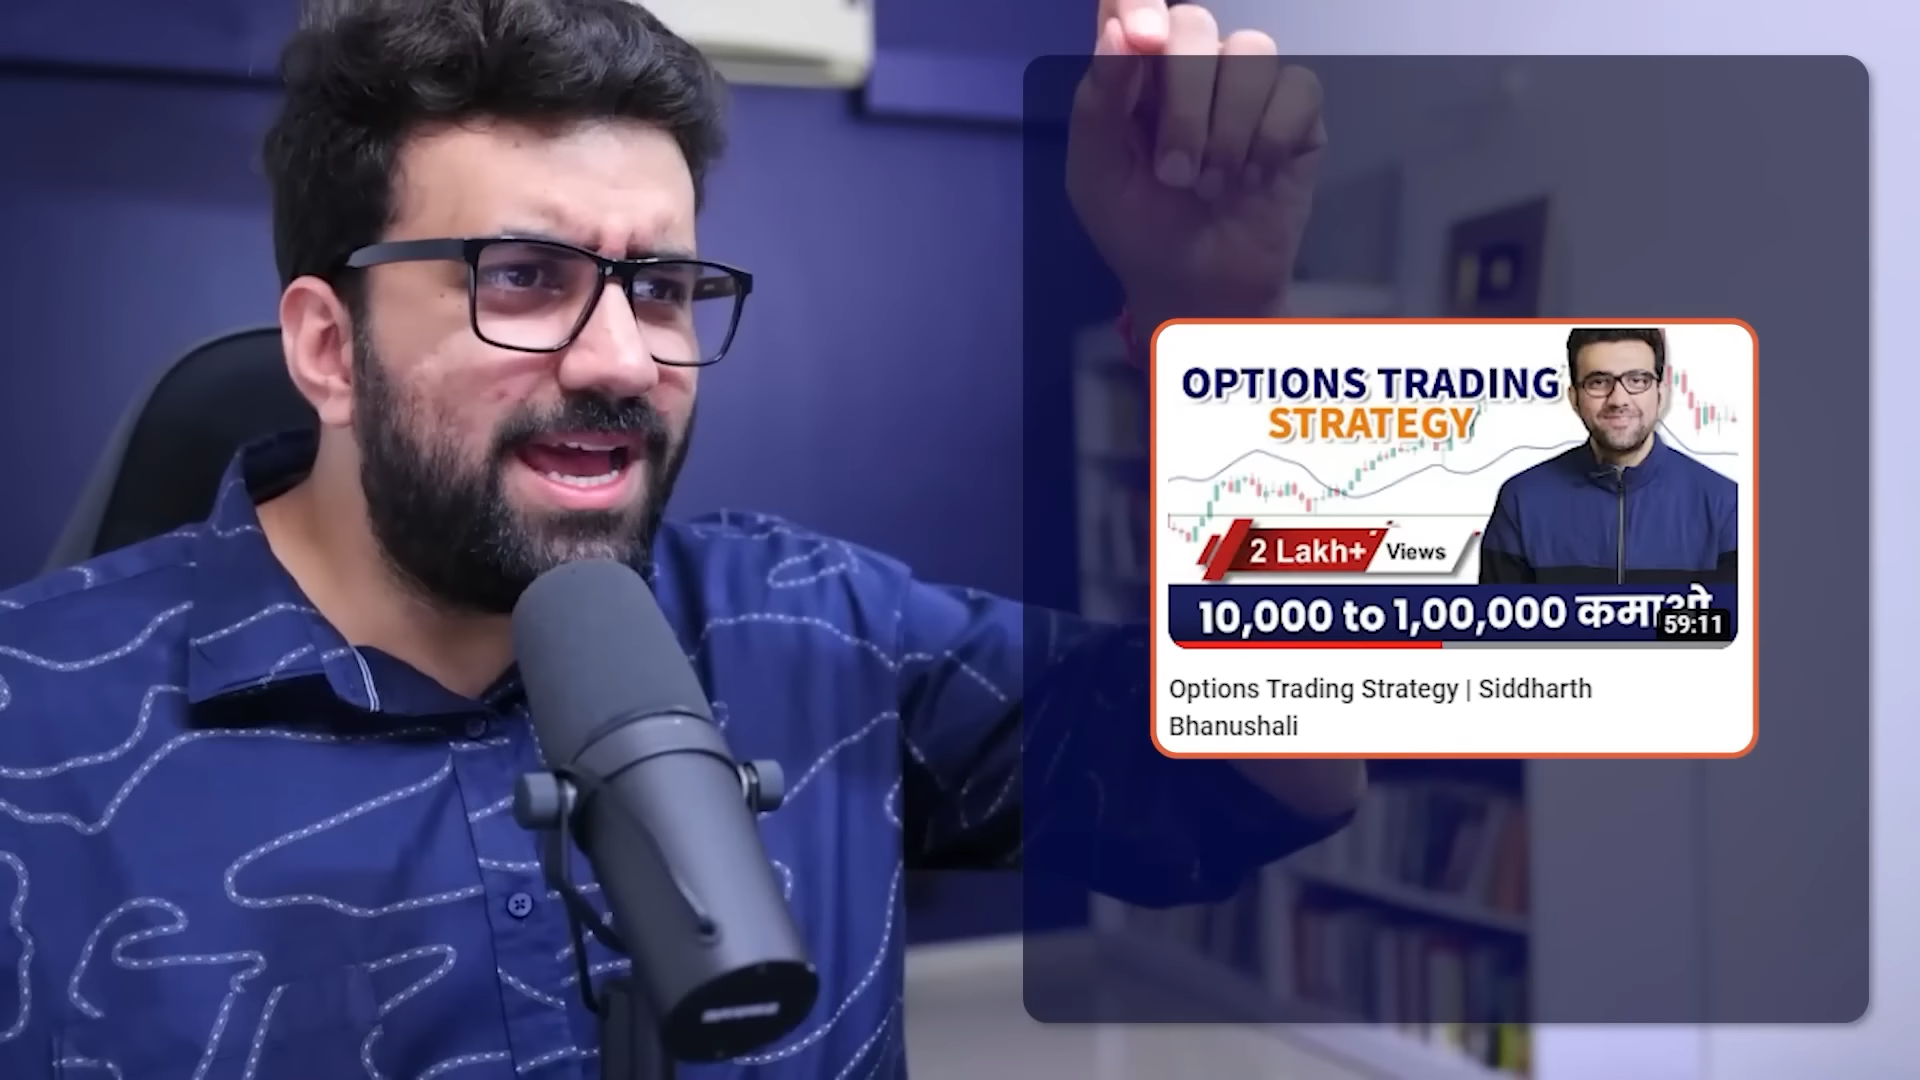 OPTIONS TRADING
STRATEGY
2 Lakh+ Views
10,000 to 1,00,000 कमाओ
59:11
Options Trading Strategy | Siddharth
Bhanushali